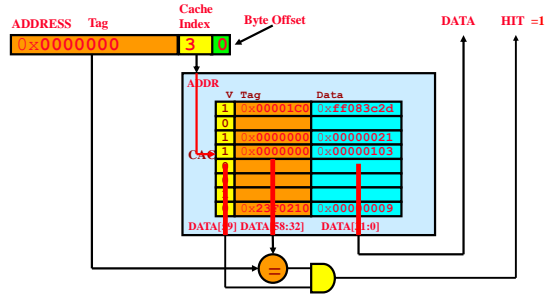 ADDRESS Tag Cache Index Byte Offset DATA HIT =1
0x0000000 3 0
ADDR
V Tag Data
1 0x00001C0 0xff083c2d
0
1 0x0000000 0x00000021
CAC 1 0x0000000 0x00000103
0 0x23F0210 0x00000009
DATA[59] DATA[58:32] DATA[31:0]
=